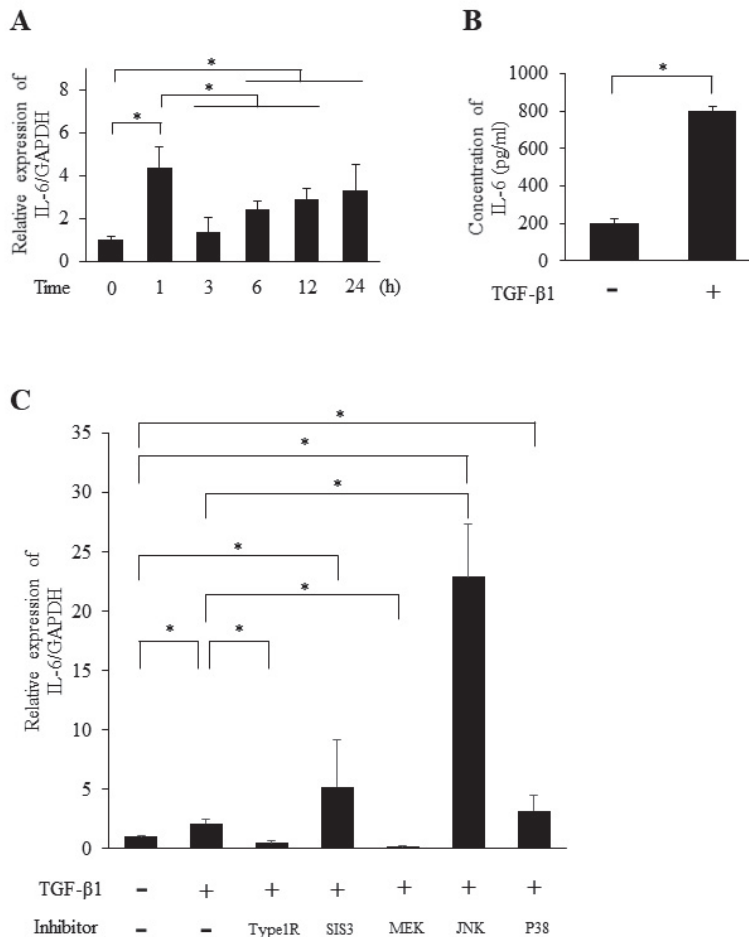 A
Relative expression of
IL-6/GAPDH
8
6
4
2
0
*
*
*
Time 0 1 3 6 12 24 (h)
B
Concentration of
IL-6 (pg/ml)
1000
800
600
400
200
0
*
TGF-β1 - +
C
Relative expression of
IL-6/GAPDH
35
30
25
20
15
10
5
0
*
*
*
*
*
*
*
TGF-β1 - + + + + + +
Inhibitor - - Type1R SIS3 MEK JNK P38